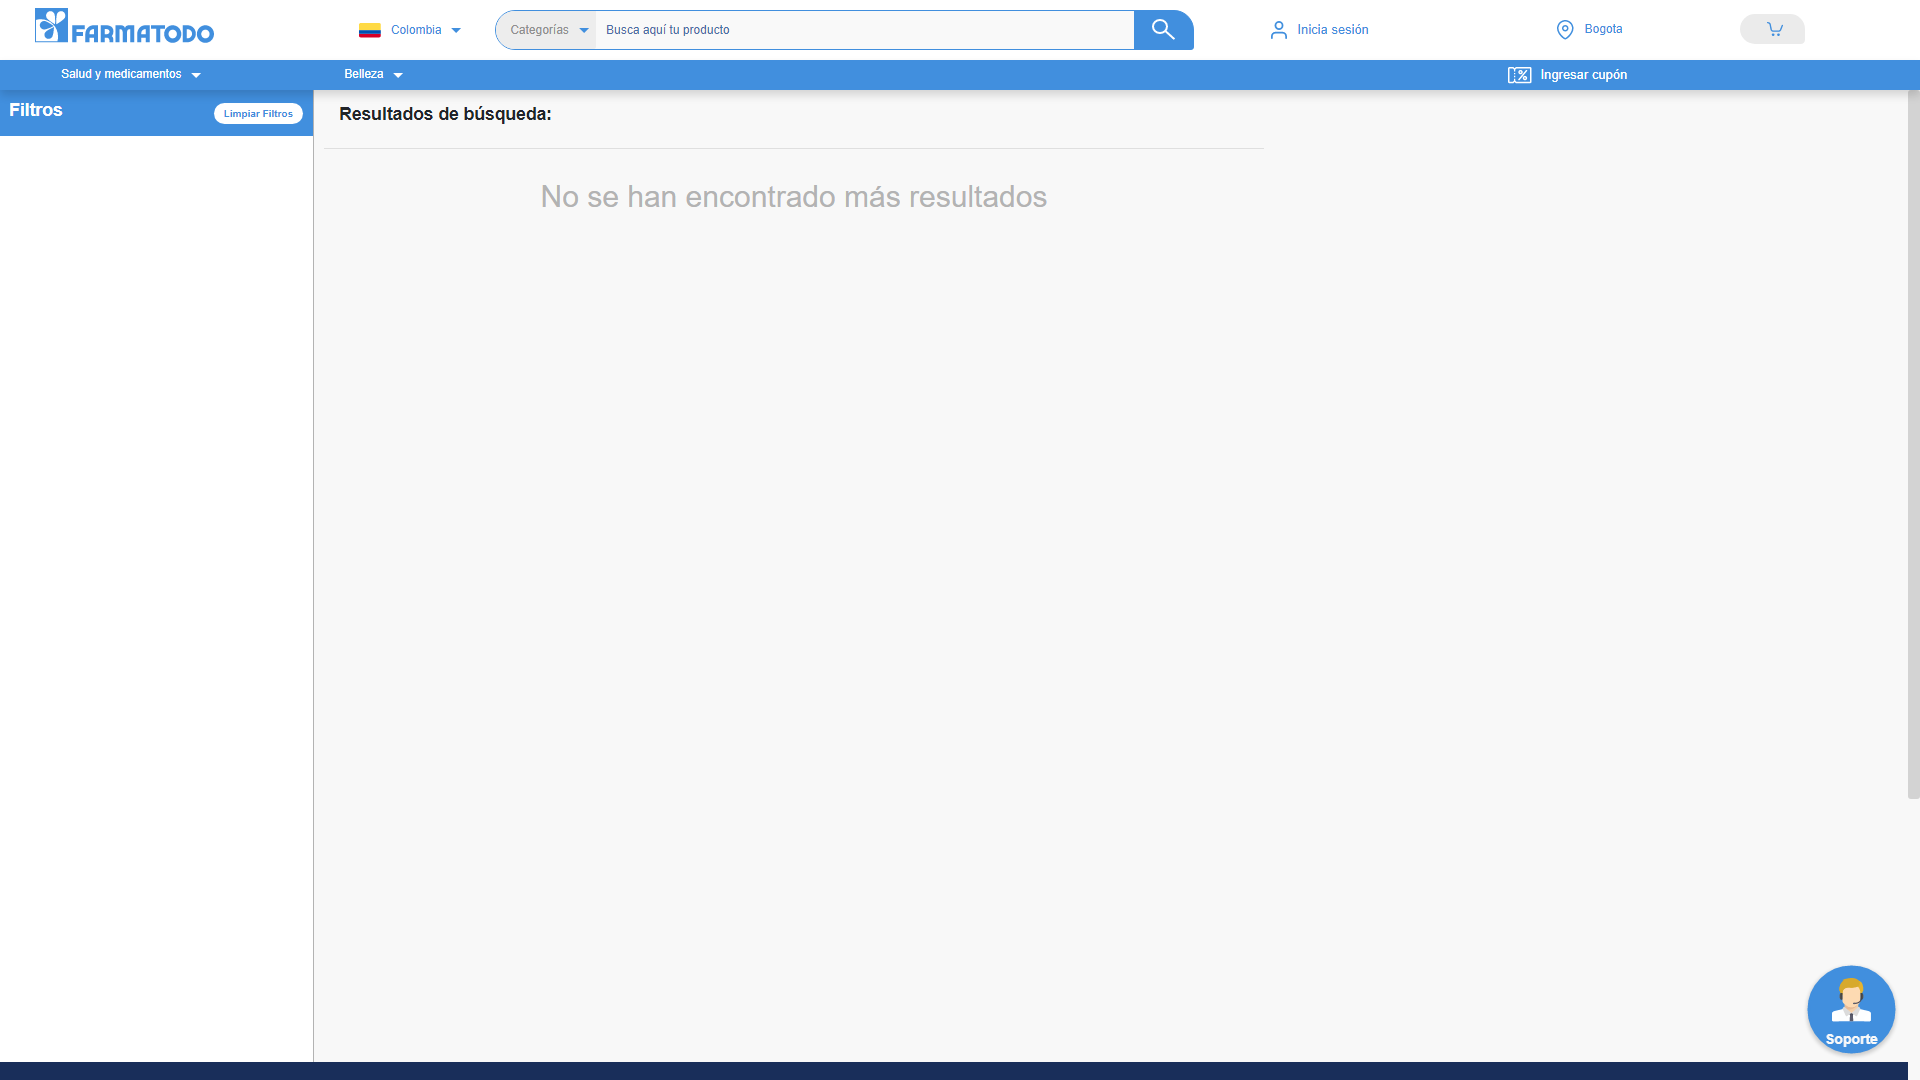 FARMATODO
Colombia
Categorías
Busca aquí tu producto
Inicia sesión
Bogota
Salud y medicamentos
Belleza
Ingresar cupón
Filtros
Limpiar Filtros
Resultados de búsqueda:
No se han encontrado más resultados
Soporte